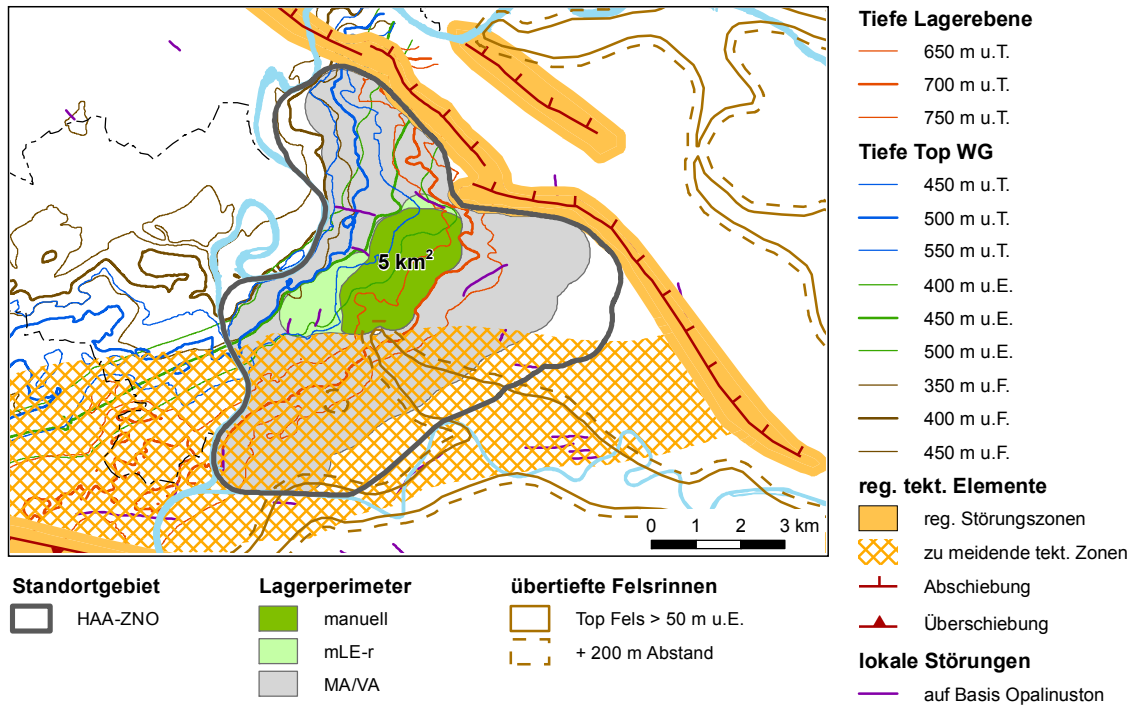 5 km²
0 1 2 3 km
Tiefe Lagerebene
650 m u.T.
700 m u.T.
750 m u.T.
Tiefe Top WG
450 m u.T.
500 m u.T.
550 m u.T.
400 m u.E.
450 m u.E.
500 m u.E.
350 m u.F.
400 m u.F.
450 m u.F.
reg. tekt. Elemente
reg. Störungszonen
zu meidende tekt. Zonen
Abschiebung
Überschiebung
lokale Störungen
auf Basis Opalinuston
Standortgebiet
HAA-ZNO
Lagerperimeter
manuell
mLE-r
MA/VA
übertiefte Felsrinnen
Top Fels > 50 m u.E.
+ 200 m Abstand